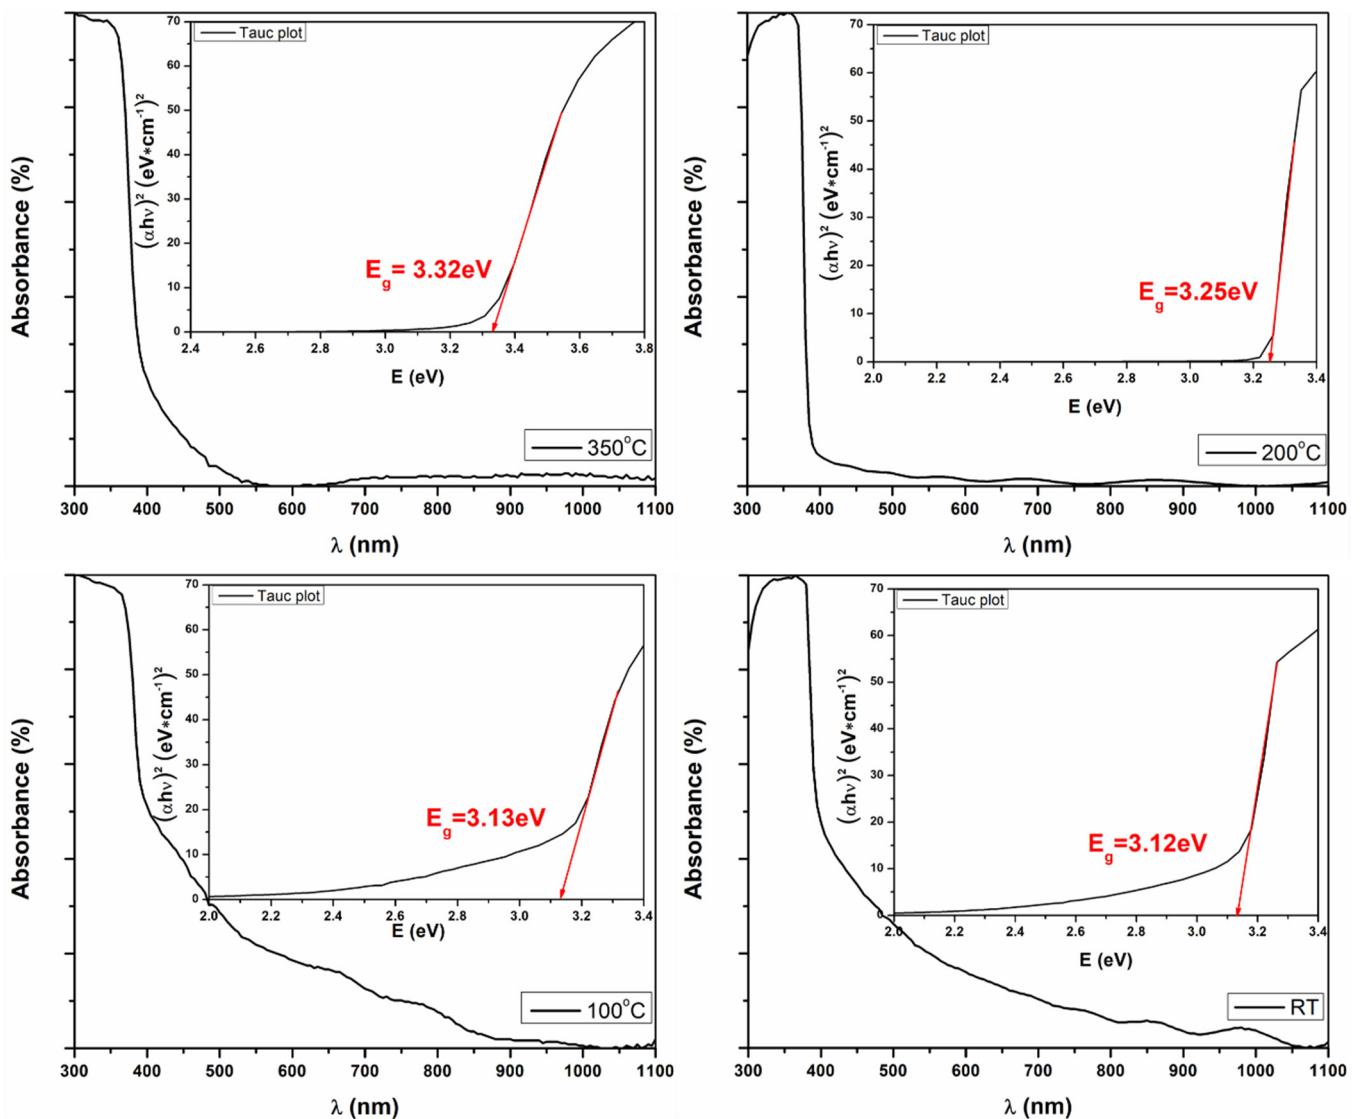 Tauc plot
70
60
50
40
30
20
10
0
(αhν)² (eV*cm⁻¹)²
E_g= 3.32eV
2.4 2.6 2.8 3.0 3.2 3.4 3.6 3.8
E (eV)
Absorbance (%)
350°C
300 400 500 600 700 800 900 1000 1100
λ (nm)
Tauc plot
70
60
50
40
30
20
10
0
(αhν)² (eV*cm⁻¹)²
E_g=3.25eV
2.0 2.2 2.4 2.6 2.8 3.0 3.2 3.4
E (eV)
Absorbance (%)
200°C
300 400 500 600 700 800 900 1000 1100
λ (nm)
Tauc plot
70
60
50
40
30
20
10
0
(αhν)² (eV*cm⁻¹)²
E_g=3.13eV
2.0 2.2 2.4 2.6 2.8 3.0 3.2 3.4
E (eV)
Absorbance (%)
100°C
300 400 500 600 700 800 900 1000 1100
λ (nm)
Tauc plot
70
60
50
40
30
20
10
0
(αhν)² (eV*cm⁻¹)²
E_g=3.12eV
2.0 2.2 2.4 2.6 2.8 3.0 3.2 3.4
E (eV)
Absorbance (%)
RT
300 400 500 600 700 800 900 1000 1100
λ (nm)